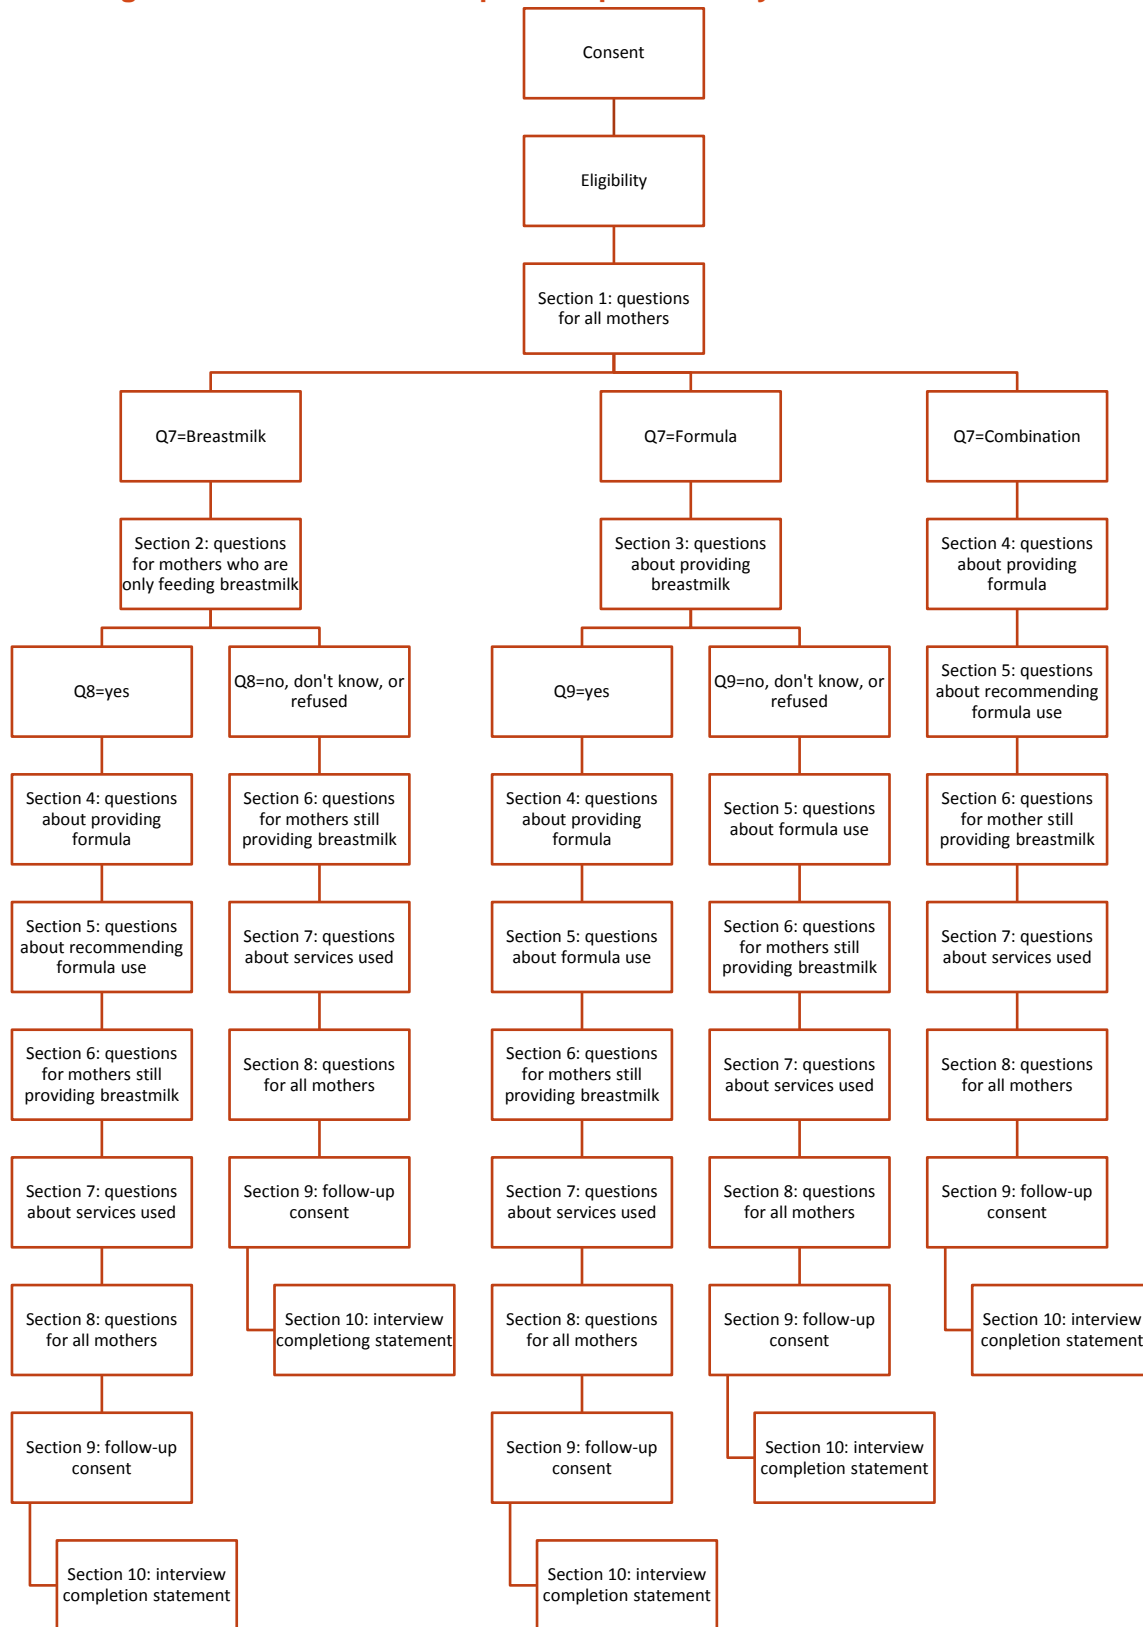 Consent
Eligibility
Section 1: questions
for all mothers
Q7=Breastmilk
Q7=Formula
Q7=Combination
Section 2: questions
for mothers who are
only feeding breastmilk
Section 3: questions
about providing
breastmilk
Section 4: questions
about providing
formula
Q8=yes
Q8=no, don't know, or
refused
Q9=yes
Q9=no, don't know, or
refused
Section 5: questions
about recommending
formula use
Section 4: questions
about providing
formula
Section 6: questions
for mothers still
providing breastmilk
Section 4: questions
about providing
formula
Section 5: questions
about formula use
Section 6: questions
for mother still
providing breastmilk
Section 5: questions
about recommending
formula use
Section 7: questions
about services used
Section 5: questions
about formula use
Section 6: questions
for mothers still
providing breastmilk
Section 7: questions
about services used
Section 6: questions
for mothers still
providing breastmilk
Section 8: questions
for all mothers
Section 6: questions
for mothers still
providing breastmilk
Section 7: questions
about services used
Section 8: questions
for all mothers
Section 7: questions
about services used
Section 9: follow-up
consent
Section 7: questions
about services used
Section 8: questions
for all mothers
Section 9: follow-up
consent
Section 8: questions
for all mothers
Section 10: interview
completiong statement
Section 8: questions
for all mothers
Section 9: follow-up
consent
Section 10: interview
conpletion statement
Section 9: follow-up
consent
Section 9: follow-up
consent
Section 10: interview
completion statement
Section 10: interview
completion statement
Section 10: interview
completion statement